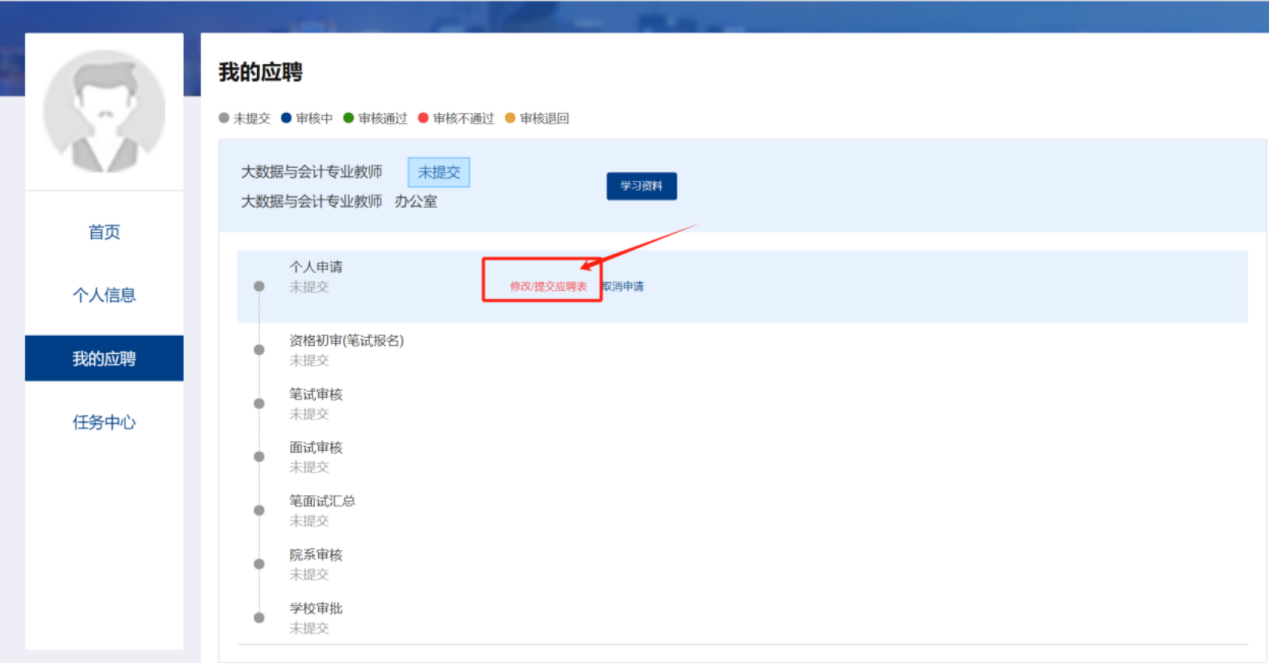 我的应聘
未提交 审核中 审核通过 审核不通过 审核退回
大数据与会计专业教师 未提交
大数据与会计专业教师 办公室
学习资料
首页
个人信息
我的应聘
任务中心
个人申请
未提交
修改/提交应聘表 取消申请
资格初审(笔试报名)
未提交
笔试审核
未提交
面试审核
未提交
笔面试汇总
未提交
院系审核
未提交
学校审批
未提交